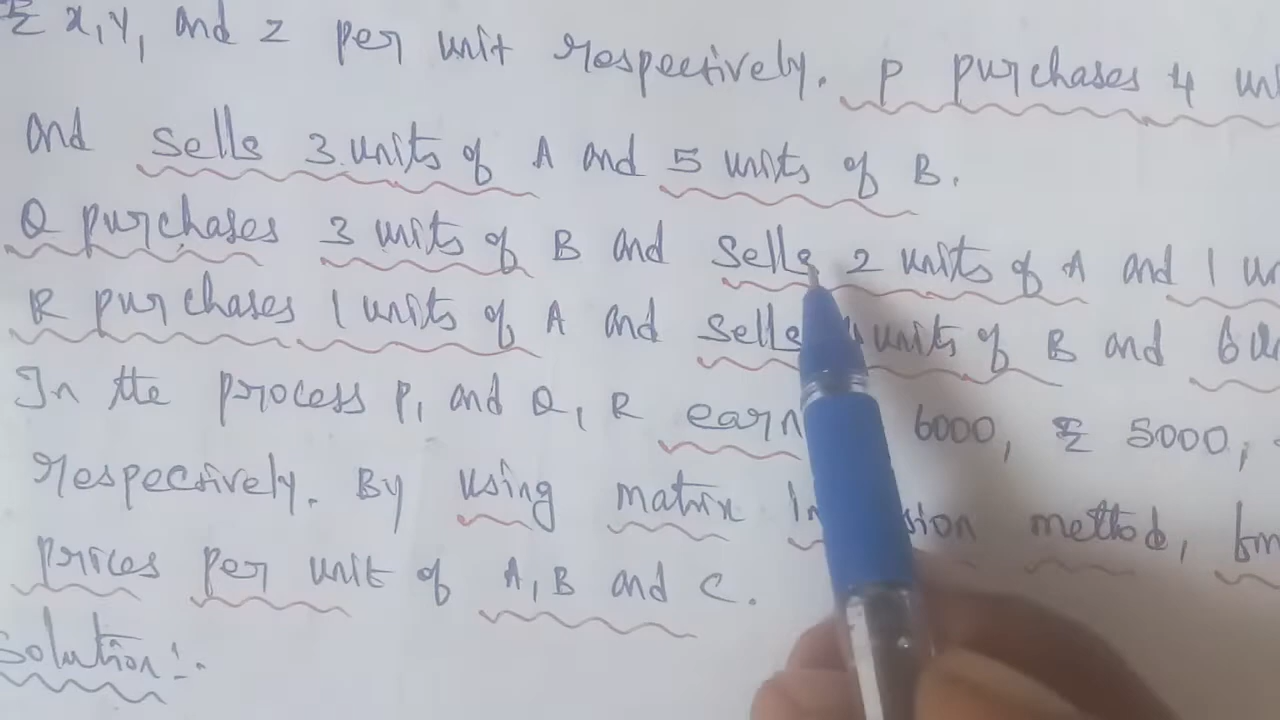 ₹ x, y, and z per unit respectively. P purchases 4
and sells 3 units of A and 5 units of B.
Q purchases 3 units of B and sells 2 units of A and 1
R purchases 1 units of A and sells units of B and 6
In the process P, and Q, R earn 6000, ₹ 5000,
respectively. By using matrix method,
prices per unit of A, B and C.
Solution:-